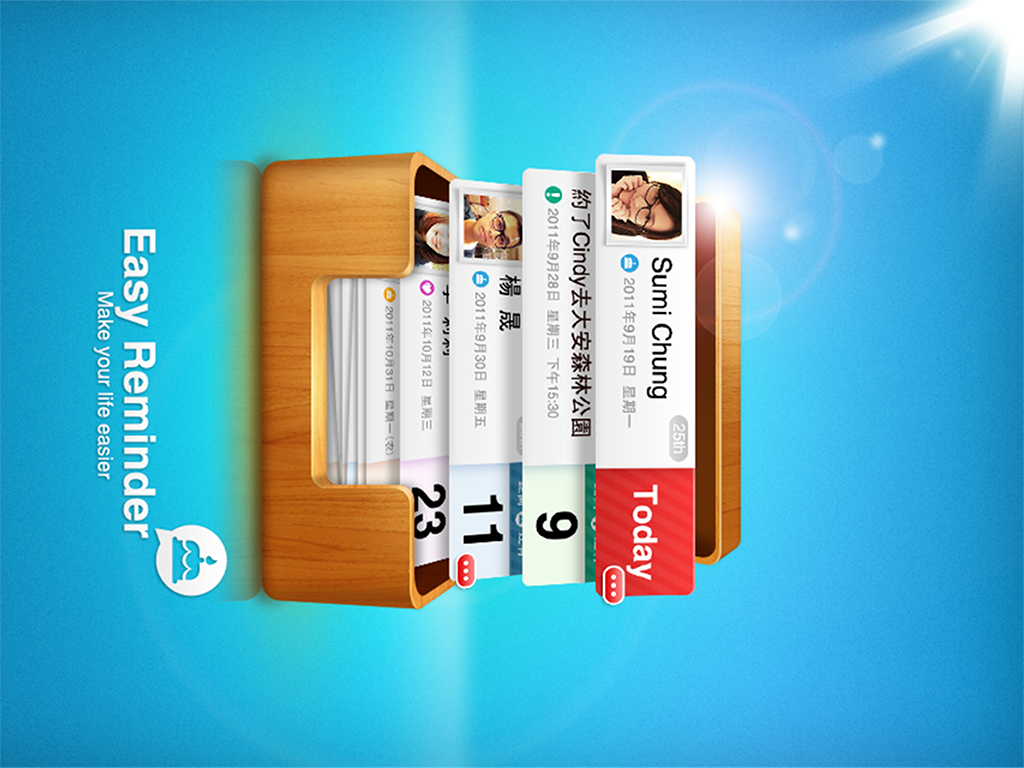 Sumi Chung
2011年9月19日 星期一
25th
Today
約了Cindy去大安森林公園
2011年9月28日 星期三 下午15:30
9
楊 晟
2011年9月30日 星期五
11
2011年10月12日 星期三
23
2011年10月31日 星期一(农)
Easy Reminder
Make your life easier